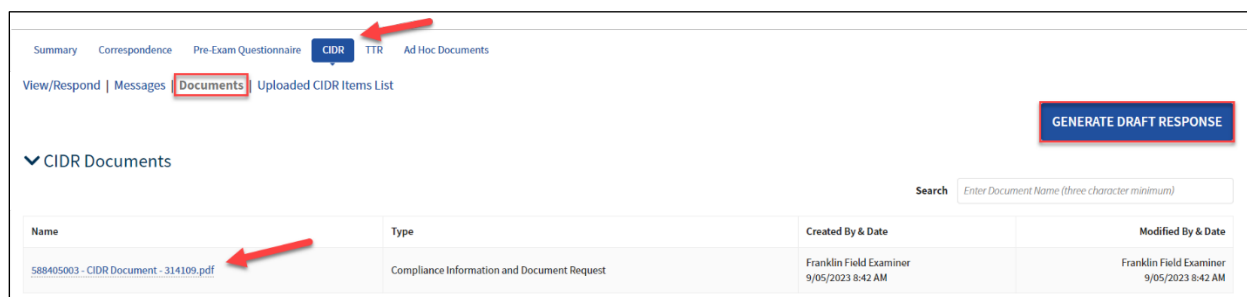 Summary Correspondence Pre-Exam Questionnaire CIDR TTR Ad Hoc Documents
View/Respond | Messages | Documents | Uploaded CIDR Items List
GENERATE DRAFT RESPONSE
CIDR Documents
Search Enter Document Name (three character minimum)
Name Type Created By & Date Modified By & Date
588405003 - CIDR Document - 314109.pdf Compliance Information and Document Request Franklin Field Examiner Franklin Field Examiner
9/05/2023 8:42 AM 9/05/2023 8:42 AM